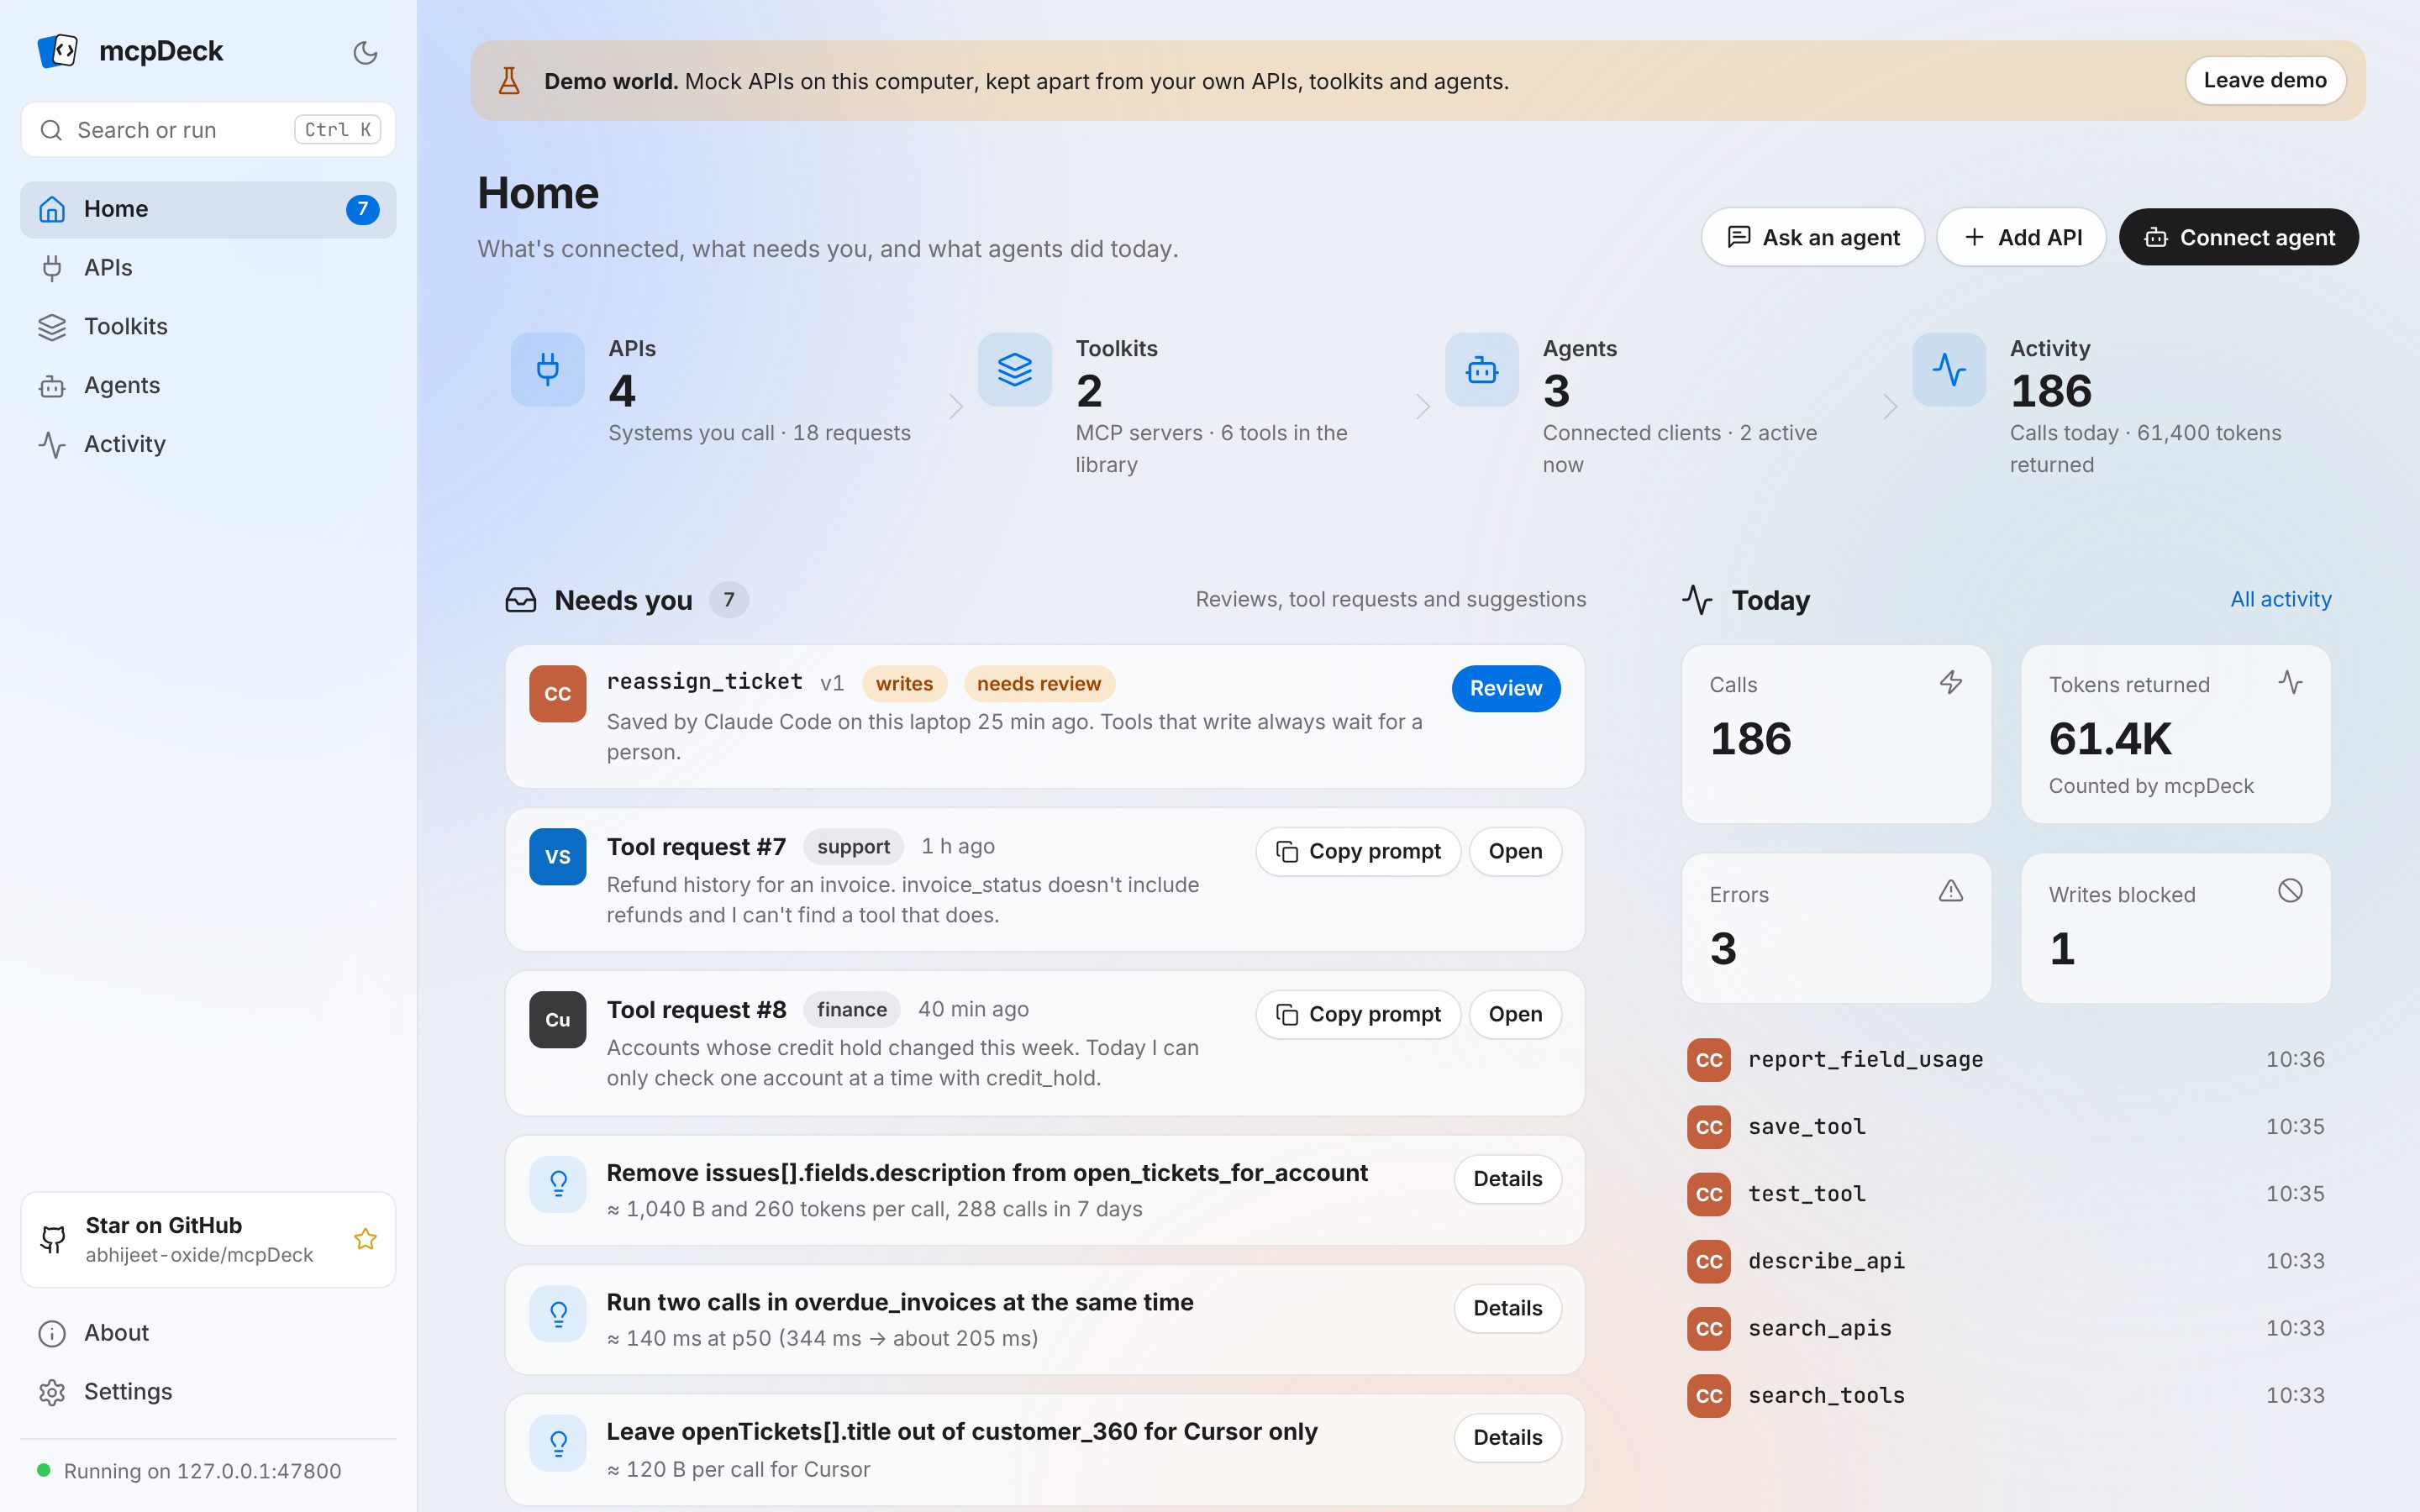 mcpDeck
Search or run
Ctrl K
Home
7
APIs
Toolkits
Agents
Activity
Star on GitHub
abhijeet-oxide/mcpDeck
About
Settings
Running on 127.0.0.1:47800
Demo world. Mock APIs on this computer, kept apart from your own APIs, toolkits and agents.
Leave demo
Home
What's connected, what needs you, and what agents did today.
Ask an agent
Add API
Connect agent
APIs
4
Systems you call · 18 requests
Toolkits
2
MCP servers · 6 tools in the
library
Agents
3
Connected clients · 2 active
now
Activity
186
Calls today · 61,400 tokens
returned
Needs you
7
Reviews, tool requests and suggestions
CC
reassign_ticket v1 writes needs review
Saved by Claude Code on this laptop 25 min ago. Tools that write always wait for a
person.
Review
VS
Tool request #7 support 1 h ago
Refund history for an invoice. invoice_status doesn't include
refunds and I can't find a tool that does.
Copy prompt
Open
Cu
Tool request #8 finance 40 min ago
Accounts whose credit hold changed this week. Today I can
only check one account at a time with credit_hold.
Copy prompt
Open
Remove issues[].fields.description from open_tickets_for_account
≈ 1,040 B and 260 tokens per call, 288 calls in 7 days
Details
Run two calls in overdue_invoices at the same time
≈ 140 ms at p50 (344 ms → about 205 ms)
Details
Leave openTickets[].title out of customer_360 for Cursor only
≈ 120 B per call for Cursor
Details
Today
All activity
Calls
186
Tokens returned
61.4K
Counted by mcpDeck
Errors
3
Writes blocked
1
CC report_field_usage 10:36
CC save_tool 10:35
CC test_tool 10:35
CC describe_api 10:33
CC search_apis 10:33
CC search_tools 10:33